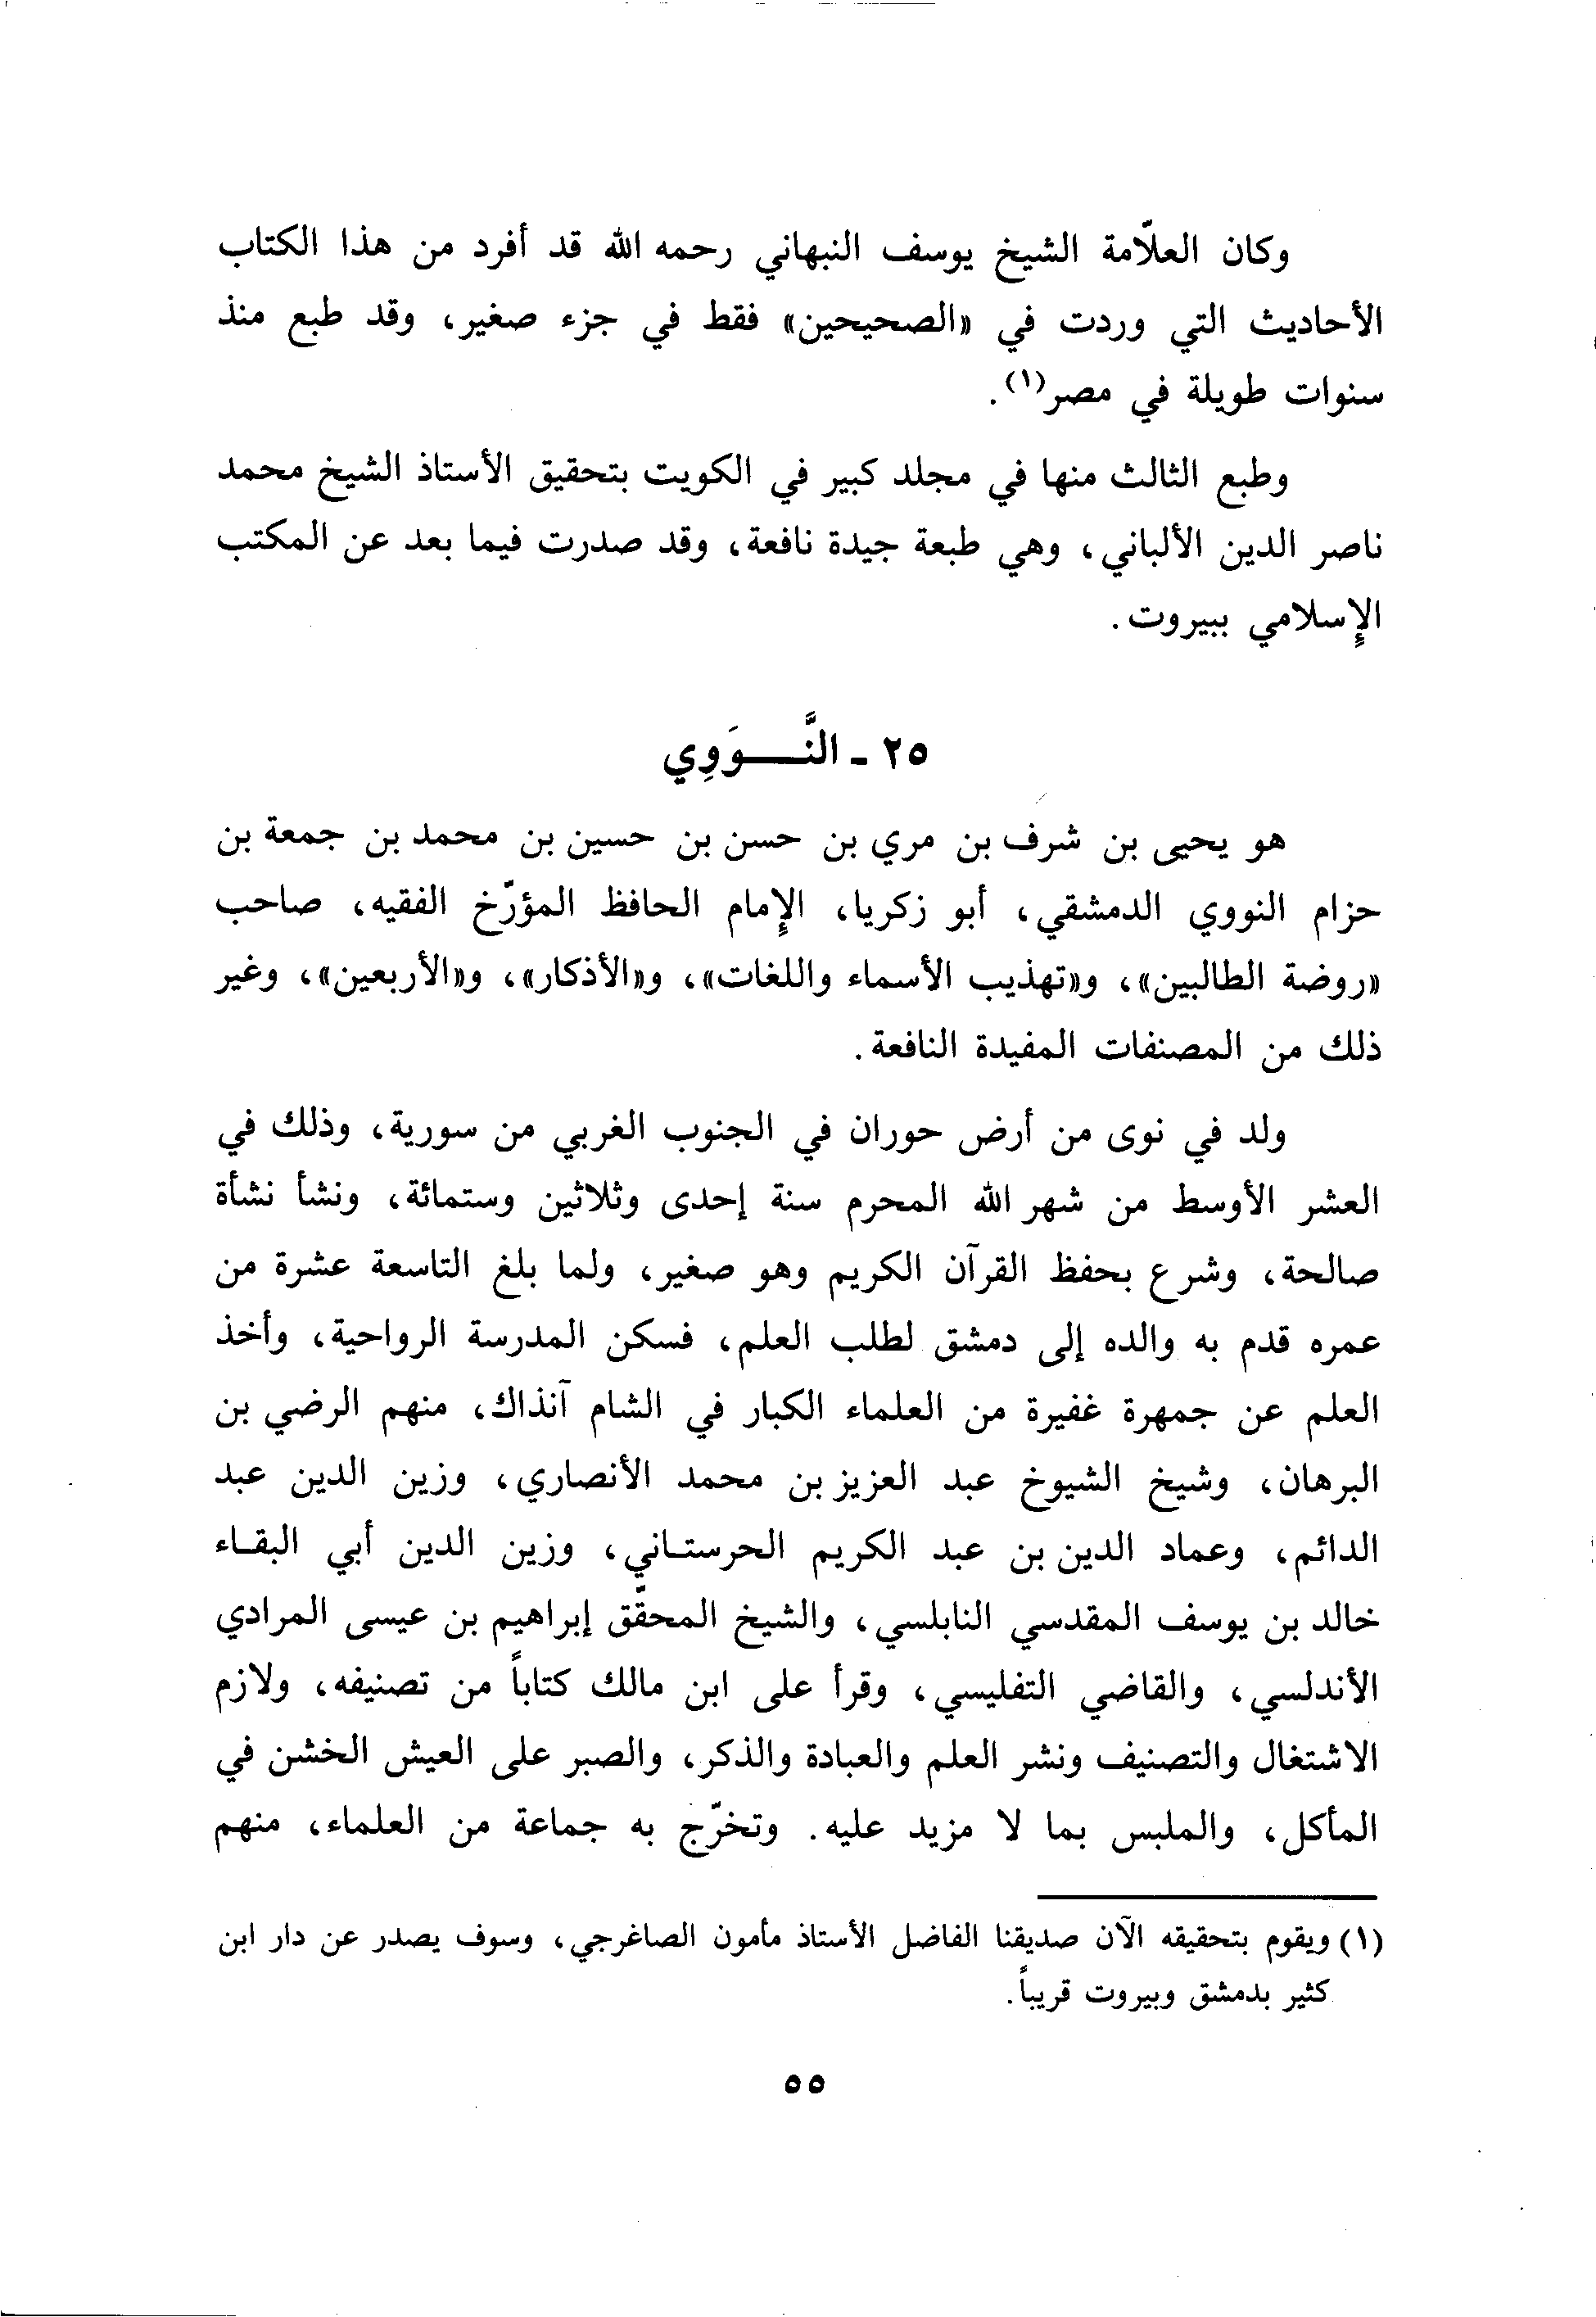 وكان العلاّمة الشيخ يوسف النبهاني رحمه الله قد أفرد من هذا الكتاب
الأحاديث التي وردت في «الصحيحين» فقط في جزء صغير، وقد طبع منذ
سنوات طويلة في مصر(١).
وطبع الثالث منها في مجلد كبير في الكويت بتحقيق الأستاذ الشيخ محمد
ناصر الدين الألباني، وهي طبعة جيدة نافعة، وقد صدرت فيما بعد عن المكتب
الإسلامي ببيروت.
٢٥ - النَّـــوَوِي
هو يحيى بن شرف بن مري بن حسن بن حسين بن محمد بن جمعة بن
حزام النووي الدمشقي، أبو زكريا، الإمام الحافظ المؤرّخ الفقيه، صاحب
«روضة الطالبين»، و«تهذيب الأسماء واللغات»، و«الأذكار»، و«الأربعين»، وغير
ذلك من المصنفات المفيدة النافعة.
ولد في نوى من أرض حوران في الجنوب الغربي من سورية، وذلك في
العشر الأوسط من شهر الله المحرم سنة إحدى وثلاثين وستمائة، ونشأ نشأة
صالحة، وشرع بحفظ القرآن الكريم وهو صغير، ولما بلغ التاسعة عشرة من
عمره قدم به والده إلى دمشق لطلب العلم، فسكن المدرسة الرواحية، وأخذ
العلم عن جمهرة غفيرة من العلماء الكبار في الشام آنذاك، منهم الرضي بن
البرهان، وشيخ الشيوخ عبد العزيز بن محمد الأنصاري، وزين الدين عبد
الدائم، وعماد الدين بن عبد الكريم الحرستـاني، وزين الدين أبي البقـاء
خالد بن يوسف المقدسي النابلسي، والشيخ المحقّق إبراهيم بن عيسى المرادي
الأندلسي، والقاضي التفليسي، وقرأ على ابن مالك كتاباً من تصنيفه، ولازم
الاشتغال والتصنيف ونشر العلم والعبادة والذكر، والصبر على العيش الخشن في
المأكل، والملبس بما لا مزيد عليه. وتخرّج به جماعة من العلماء، منهم
(١) ويقوم بتحقيقه الآن صديقنا الفاضل الأستاذ مأمون الصاغرجي، وسوف يصدر عن دار ابن
كثير بدمشق وبيروت قريباً.
٥٥